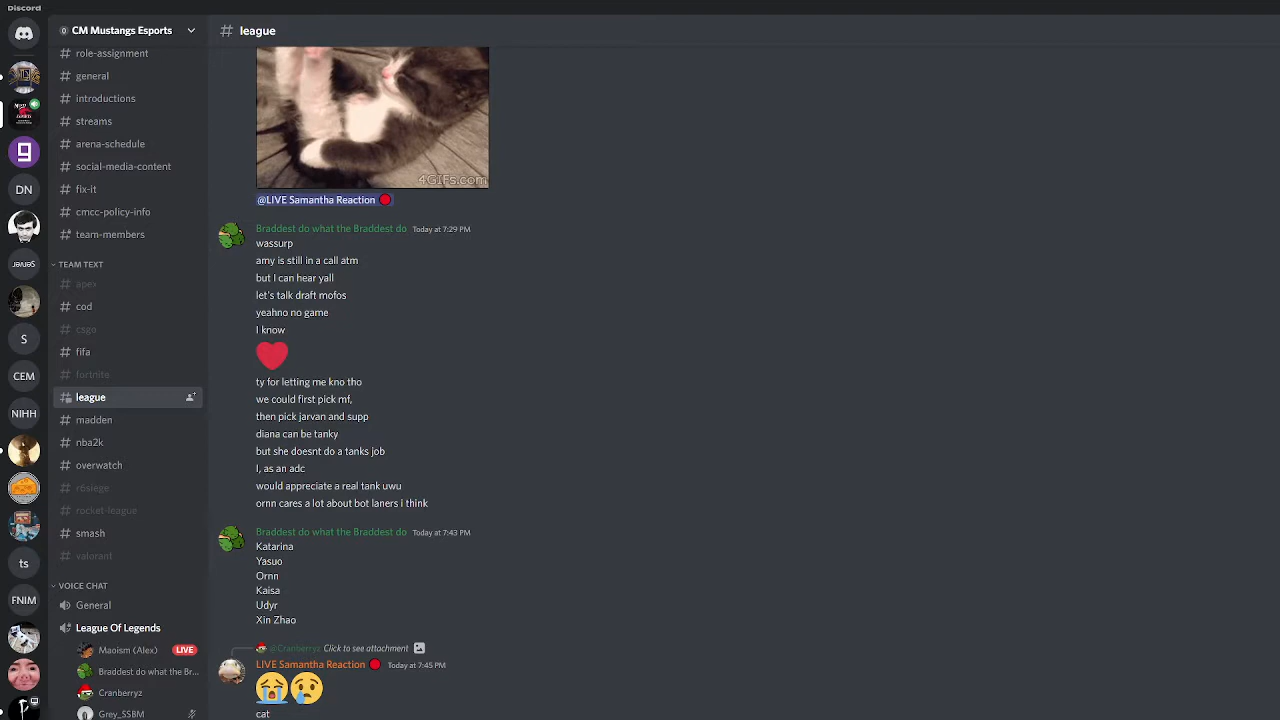 Discord
CM Mustangs Esports
# league
role-assignment
general
introductions
streams
arena-schedule
social-media-content
fix-it
cmcc-policy-info
team-members
TEAM TEXT
apex
cod
csgo
fifa
fortnite
league
madden
nba2k
overwatch
r6siege
rocket-league
smash
valorant
VOICE CHAT
General
League Of Legends
Maoism (Alex) LIVE
Braddest do what the Br...
Cranberryz
Grey_SSBM
DN
S
CEM
NIHH
ts
FNIM
4GIFs.com
@LIVE Samantha Reaction
Braddest do what the Braddest do Today at 7:29 PM
wassurp
amy is still in a call atm
but I can hear yall
let's talk draft mofos
yeahno no game
I know
ty for letting me kno tho
we could first pick mf,
then pick jarvan and supp
diana can be tanky
but she doesnt do a tanks job
I, as an adc
would appreciate a real tank uwu
ornn cares a lot about bot laners i think
Braddest do what the Braddest do Today at 7:43 PM
Katarina
Yasuo
Ornn
Kaisa
Udyr
Xin Zhao
@Cranberryz Click to see attachment
LIVE Samantha Reaction Today at 7:45 PM
cat